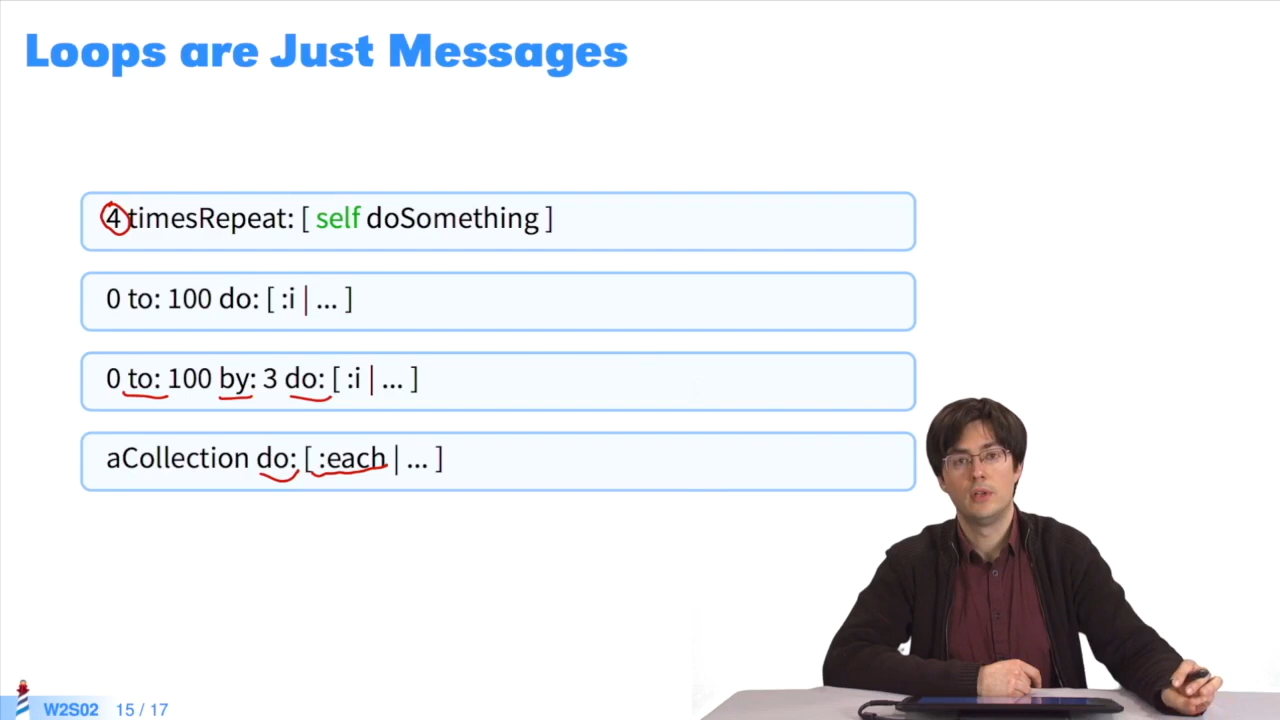 Loops are Just Messages
4 timesRepeat: [ self doSomething ]
0 to: 100 do: [ :i | ... ]
0 to: 100 by: 3 do: [ :i | ... ]
aCollection do: [ :each | ... ]
W2S02 15 / 17